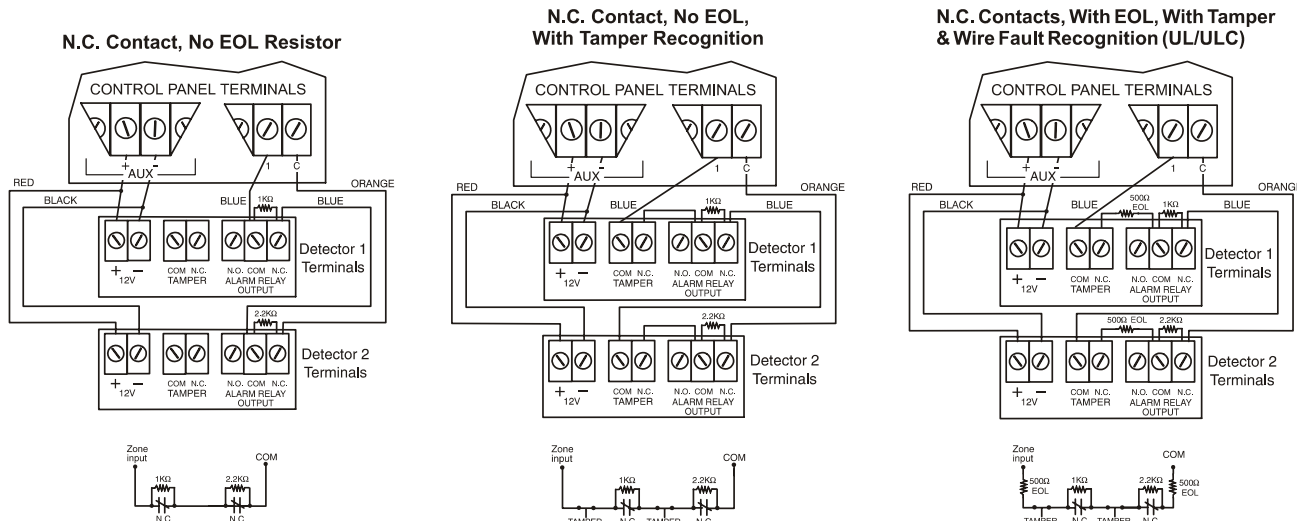 N.C. Contact, No EOL Resistor
CONTROL PANEL TERMINALS
+ -
AUX
1 C
RED
ORANGE
BLACK
BLUE
1KΩ
BLUE
Detector 1
Terminals
+ −
12V
COM N.C.
TAMPER
N.O. COM N.C.
ALARM RELAY
OUTPUT
2.2KΩ
Detector 2
Terminals
+ −
12V
COM N.C.
TAMPER
N.O. COM N.C.
ALARM RELAY
OUTPUT
Zone
input
COM
1KΩ
2.2KΩ
N.C.
N.C.
N.C. Contact, No EOL,
With Tamper Recognition
CONTROL PANEL TERMINALS
+ -
AUX
1 C
RED
ORANGE
BLACK
BLUE
1KΩ
BLUE
Detector 1
Terminals
+ −
12V
COM N.C.
TAMPER
N.O. COM N.C.
ALARM RELAY
OUTPUT
2.2KΩ
Detector 2
Terminals
+ −
12V
COM N.C.
TAMPER
N.O. COM N.C.
ALARM RELAY
OUTPUT
Zone
input
COM
1KΩ
2.2KΩ
TAMPER
N.C.
TAMPER
N.C.
N.C. Contacts, With EOL, With Tamper
& Wire Fault Recognition (UL/ULC)
CONTROL PANEL TERMINALS
+ -
AUX
1 C
RED
ORANGE
BLACK
BLUE
500Ω
EOL
1KΩ
BLUE
Detector 1
Terminals
+ −
12V
COM N.C.
TAMPER
N.O. COM N.C.
ALARM RELAY
OUTPUT
500Ω EOL
2.2KΩ
Detector 2
Terminals
+ −
12V
COM N.C.
TAMPER
N.O. COM N.C.
ALARM RELAY
OUTPUT
Zone
input
COM
500Ω
EOL
1KΩ
2.2KΩ
500Ω
EOL
TAMPER
N.C.
TAMPER
N.C.